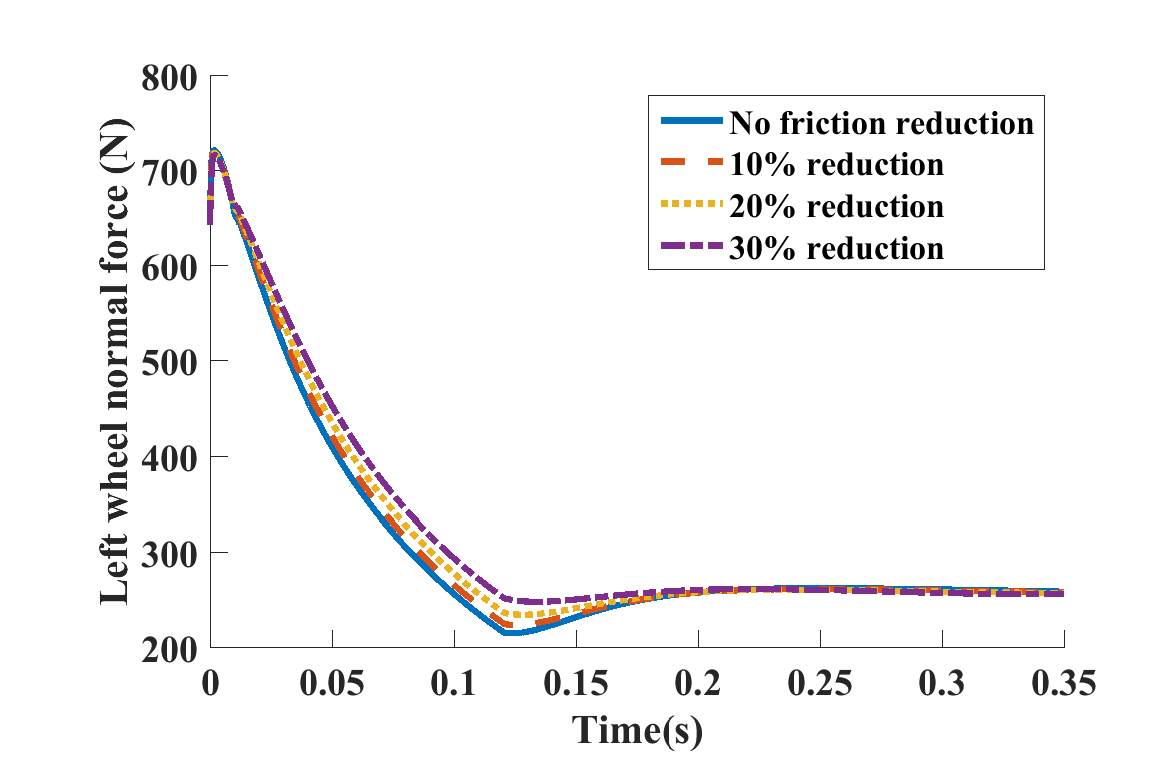 800
700
600
500
400
300
200
Left wheel normal force (N)
No friction reduction
10% reduction
20% reduction
30% reduction
0 0.05 0.1 0.15 0.2 0.25 0.3 0.35
Time(s)